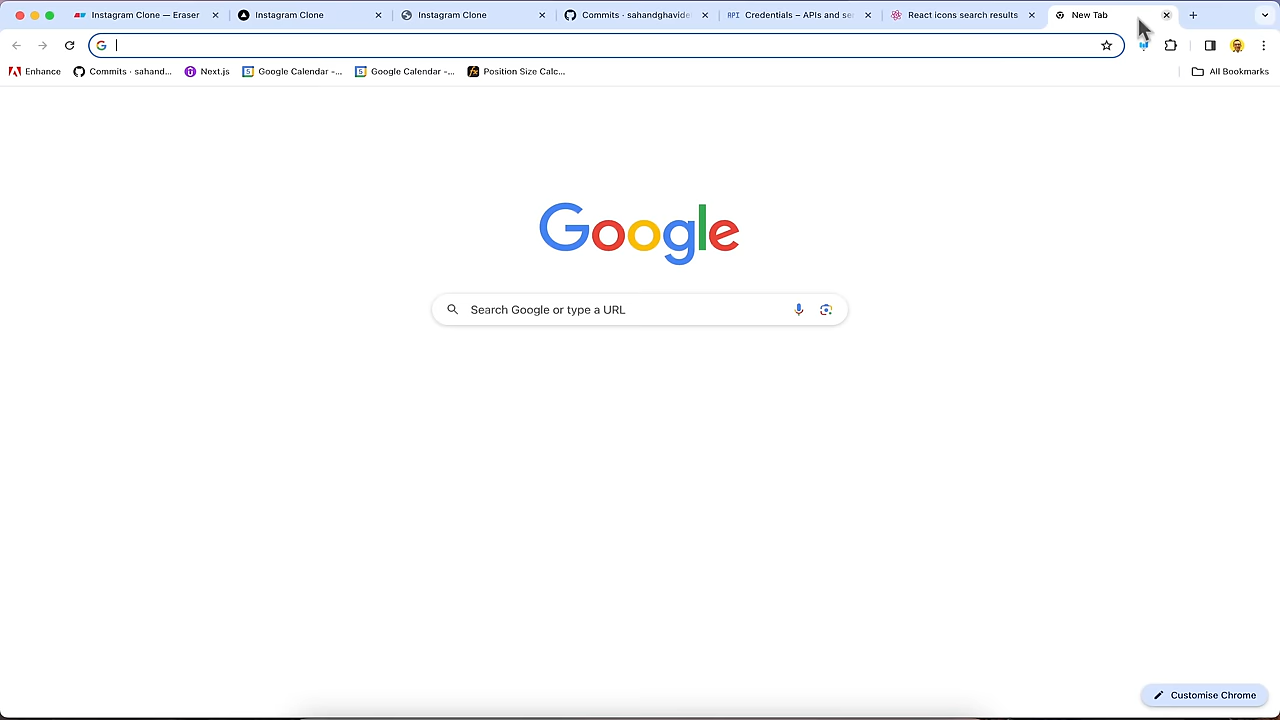 Instagram Clone — Eraser
Instagram Clone
Instagram Clone
Commits · sahandghavide
API Credentials – APIs and se
React icons search results
New Tab
Enhance
Commits · sahand...
Next.js
Google Calendar -...
Google Calendar -...
Position Size Calc...
All Bookmarks
Google
Search Google or type a URL
Customise Chrome